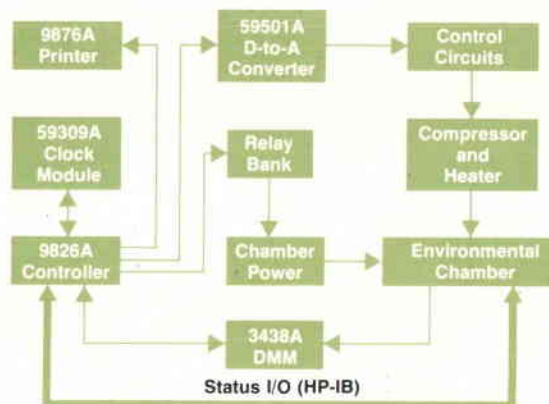 9876A
Printer
59501A
D-to-A
Converter
Control
Circuits
59309A
Clock
Module
Relay
Bank
Compressor
and
Heater
9826A
Controller
Chamber
Power
Environmental
Chamber
3438A
DMM
Status I/O (HP-IB)